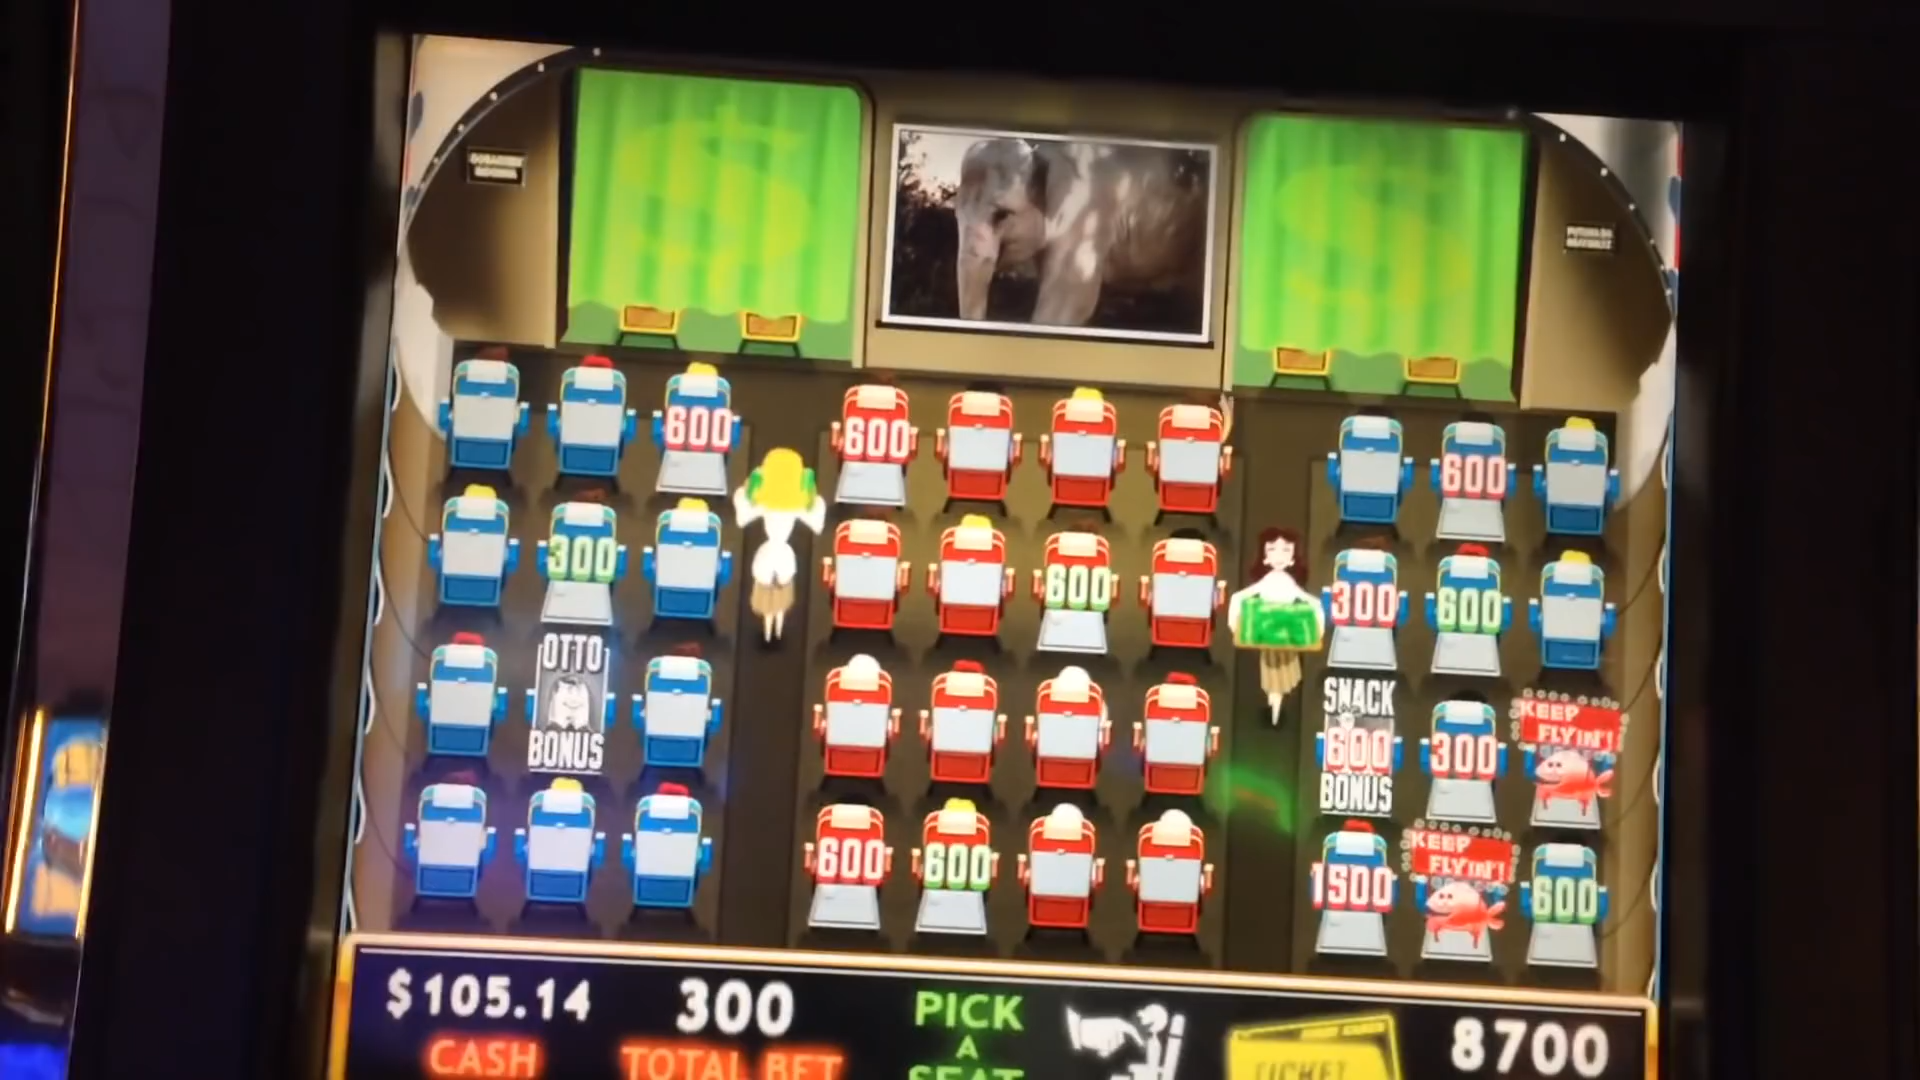 600
600
600
300
600
300
600
OTTO
BONUS
SNACK
600
BONUS
300
KEEP
FLYIN'!
600
600
1500
KEEP
FLYIN'!
600
$105.14
CASH
300
TOTAL BET
PICK
A
SEAT
TICKET
8700